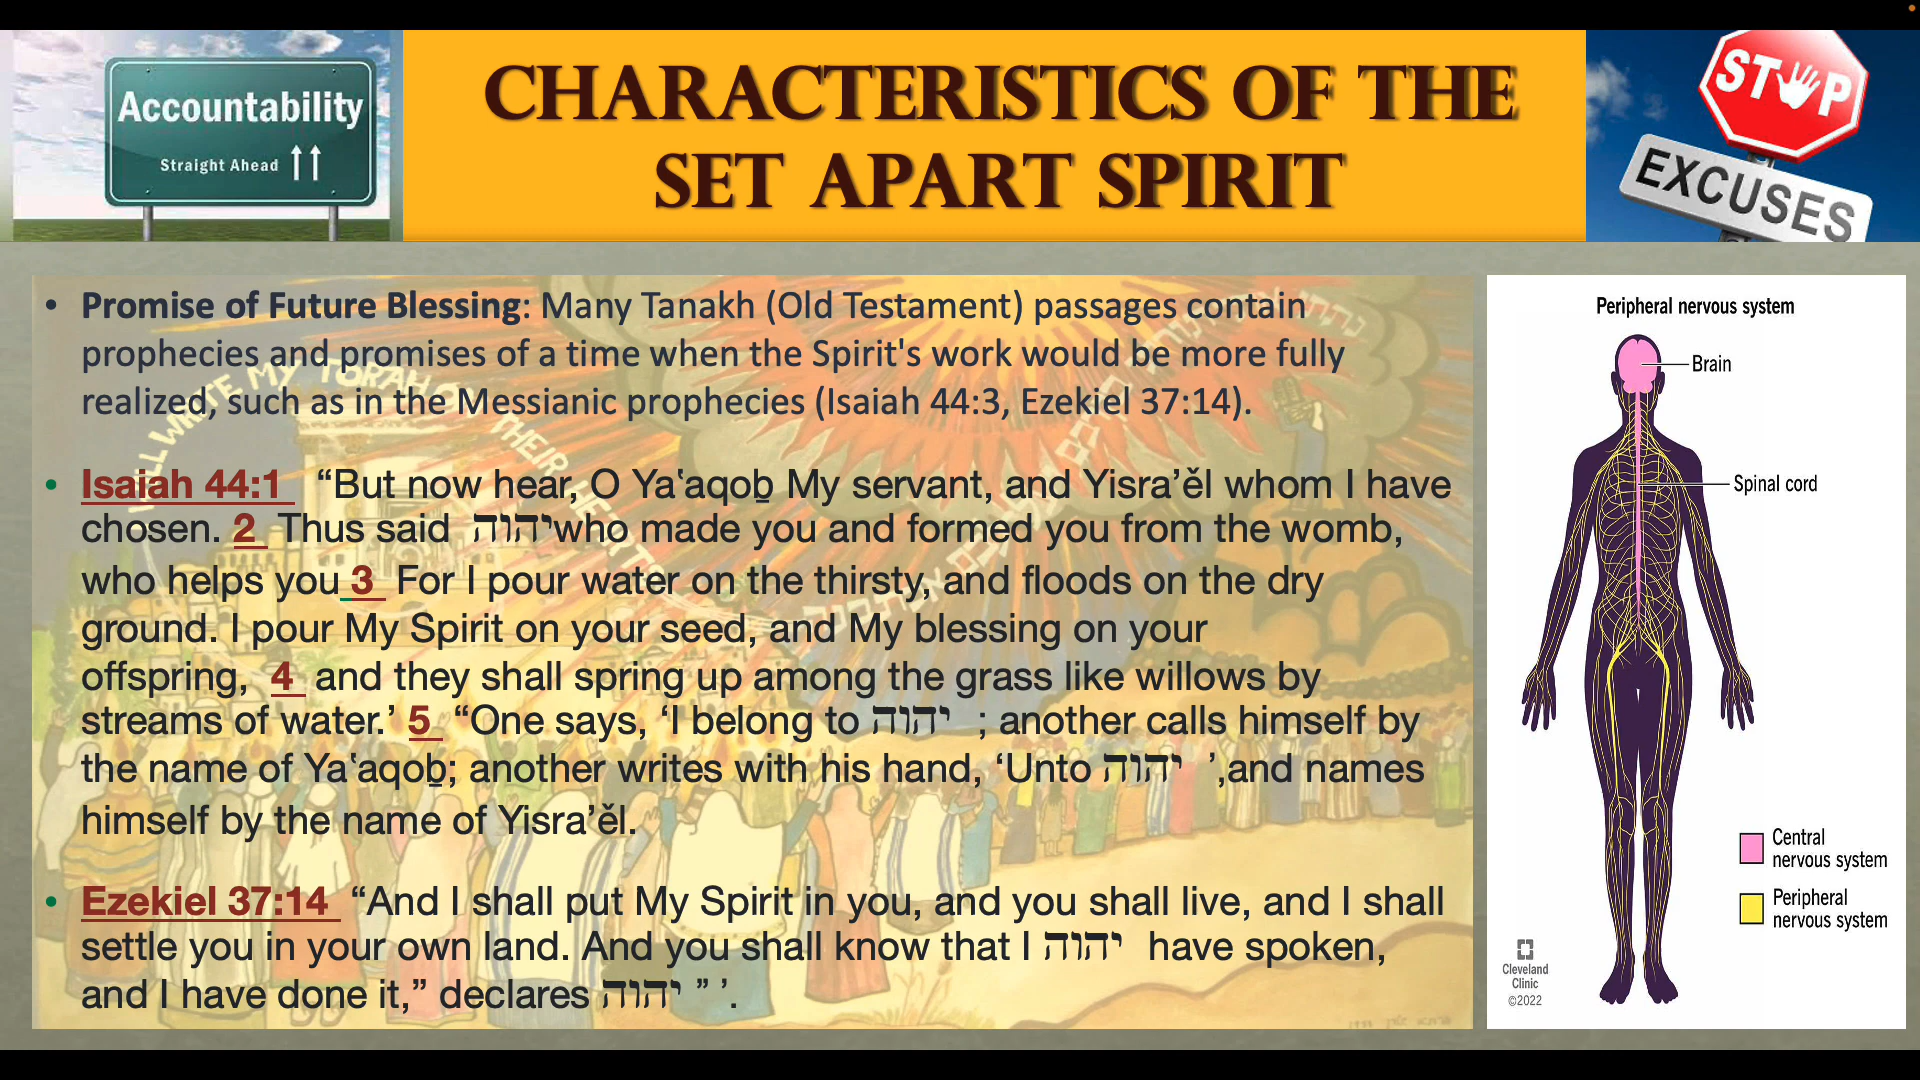 Accountability
Straight Ahead
CHARACTERISTICS OF THE
SET APART SPIRIT
STOP
EXCUSES
• Promise of Future Blessing: Many Tanakh (Old Testament) passages contain
prophecies and promises of a time when the Spirit's work would be more fully
realized, such as in the Messianic prophecies (Isaiah 44:3, Ezekiel 37:14).
• Isaiah 44:1 “But now hear, O Ya‛aqoḇ My servant, and Yisra’ěl whom I have
chosen. 2 Thus said יהוה who made you and formed you from the womb,
who helps you 3 For I pour water on the thirsty, and floods on the dry
ground. I pour My Spirit on your seed, and My blessing on your
offspring, 4 and they shall spring up among the grass like willows by
streams of water.’ 5 “One says, ‘I belong to יהוה ; another calls himself by
the name of Ya‛aqoḇ; another writes with his hand, ‘Unto יהוה ’,and names
himself by the name of Yisra’ěl.
• Ezekiel 37:14 “And I shall put My Spirit in you, and you shall live, and I shall
settle you in your own land. And you shall know that I יהוה have spoken,
and I have done it,” declares יהוה ” ’.
I WILL WRITE MY TORAH
THEIR HEARTS
Peripheral nervous system
Brain
Spinal cord
Central
nervous system
Peripheral
nervous system
Cleveland
Clinic
©2022